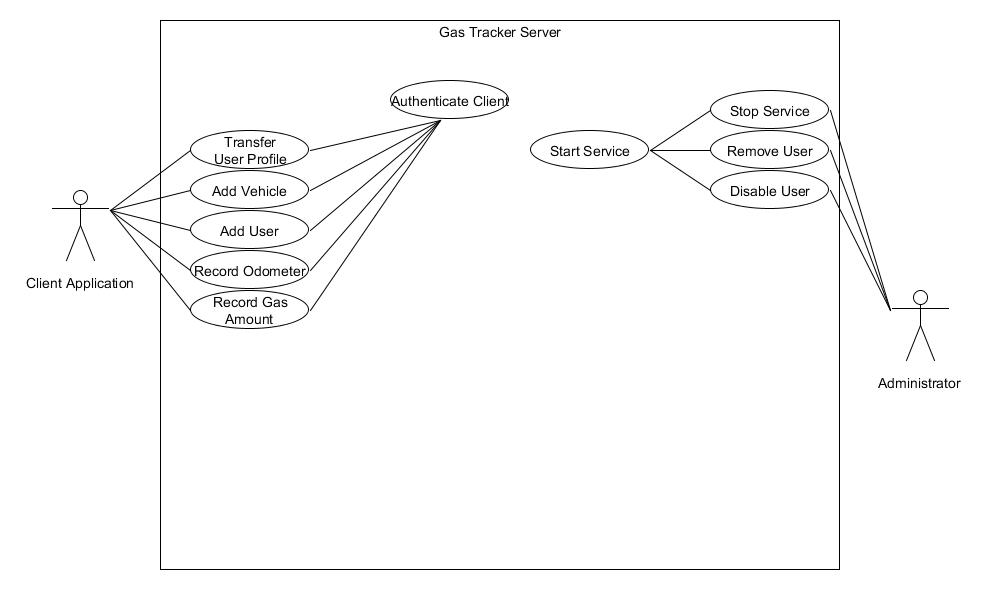 Gas Tracker Server
Authenticate Client
Transfer
User Profile
Add Vehicle
Add User
Record Odometer
Record Gas
Amount
Client Application
Start Service
Stop Service
Remove User
Disable User
Administrator